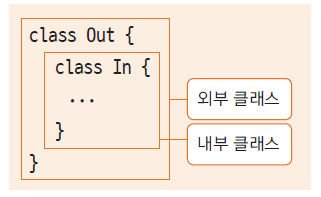 class Out {
class In {
...
}
}
외부 클래스
내부 클래스